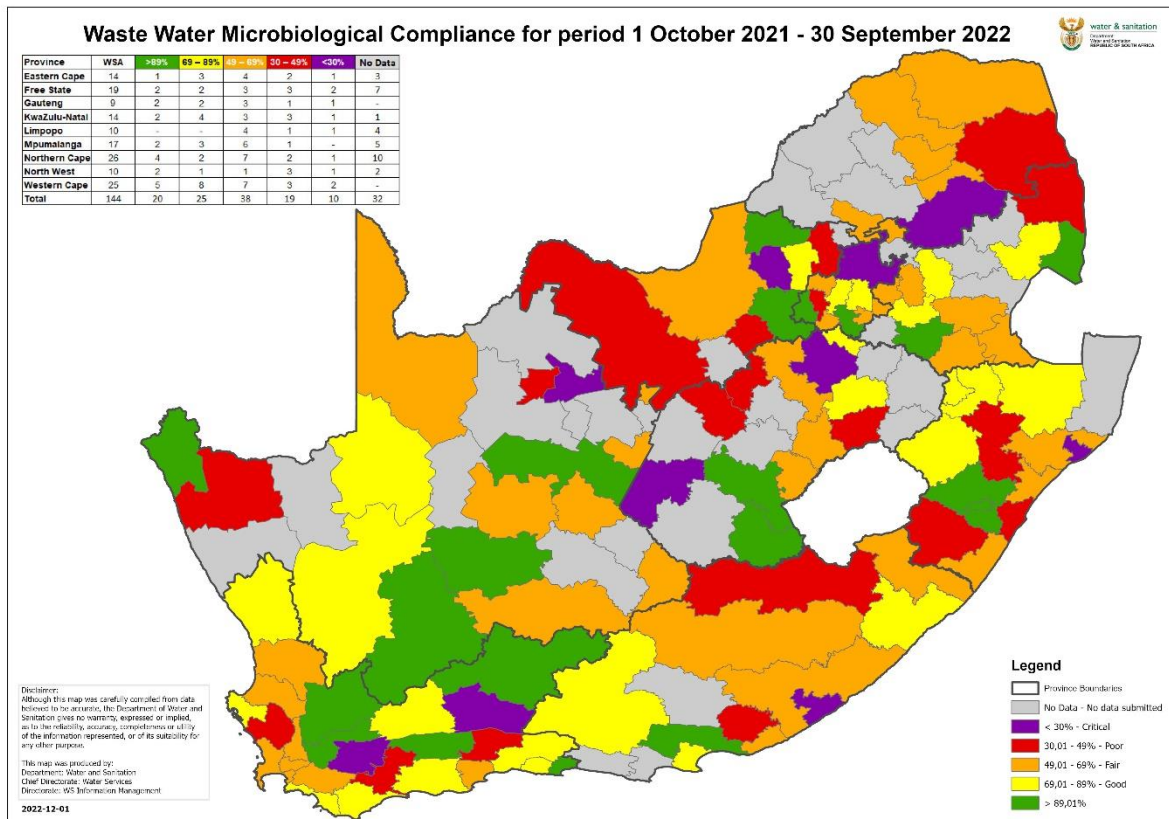 Waste Water Microbiological Compliance for period 1 October 2021 - 30 September 2022
water & sanitation
Department:
Water and Sanitation
REPUBLIC OF SOUTH AFRICA
Province WSA >89% 69 – 89% 49 – 69% 30 – 49% <30% No Data
Eastern Cape 14 1 3 4 2 1 3
Free State 19 2 2 3 3 2 7
Gauteng 9 2 2 3 1 1 -
KwaZulu-Natal 14 2 4 3 3 1 1
Limpopo 10 - - 4 1 1 4
Mpumalanga 17 2 3 6 1 - 5
Northern Cape 26 4 2 7 2 1 10
North West 10 2 1 1 3 1 2
Western Cape 25 5 8 7 3 2 -
Total 144 20 25 38 19 10 32
Disclaimer:
Although this map was carefully compiled from data
believed to be accurate, the Department of Water and
Sanitation gives no warranty, expressed or implied,
as to the reliability, accuracy, completeness or utility
of the information represented, or of its suitability for
any other purpose.
This map was produced by:
Department: Water and Sanitation
Chief Directorate: Water Services
Directorate: WS Information Management
2022-12-01
Legend
Province Boundaries
No Data - No data submitted
< 30% - Critical
30,01 - 49% - Poor
49,01 - 69% - Fair
69,01 - 89% - Good
> 89,01%